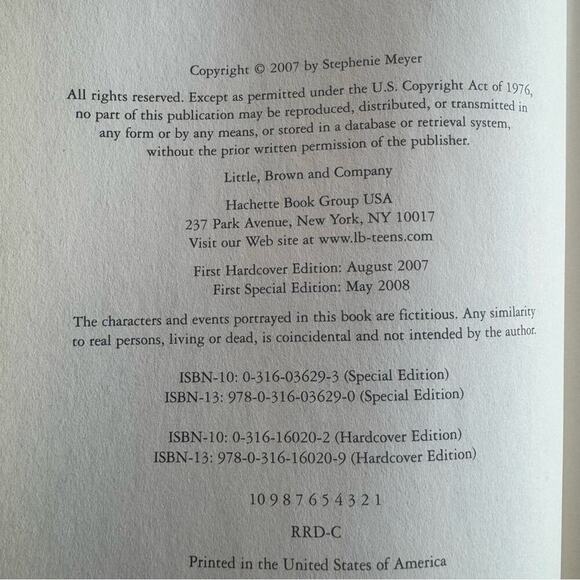 Copyright © 2007 by Stephenie Meyer
All rights reserved. Except as permitted under the U.S. Copyright Act of 1976,
no part of this publication may be reproduced, distributed, or transmitted in
any form or by any means, or stored in a database or retrieval system,
without the prior written permission of the publisher.
Little, Brown and Company
Hachette Book Group USA
237 Park Avenue, New York, NY 10017
Visit our Web site at www.lb-teens.com
First Hardcover Edition: August 2007
First Special Edition: May 2008
The characters and events portrayed in this book are fictitious. Any similarity
to real persons, living or dead, is coincidental and not intended by the author.
ISBN-10: 0-316-03629-3 (Special Edition)
ISBN-13: 978-0-316-03629-0 (Special Edition)
ISBN-10: 0-316-16020-2 (Hardcover Edition)
ISBN-13: 978-0-316-16020-9 (Hardcover Edition)
10 9 8 7 6 5 4 3 2 1
RRD-C
Printed in the United States of America